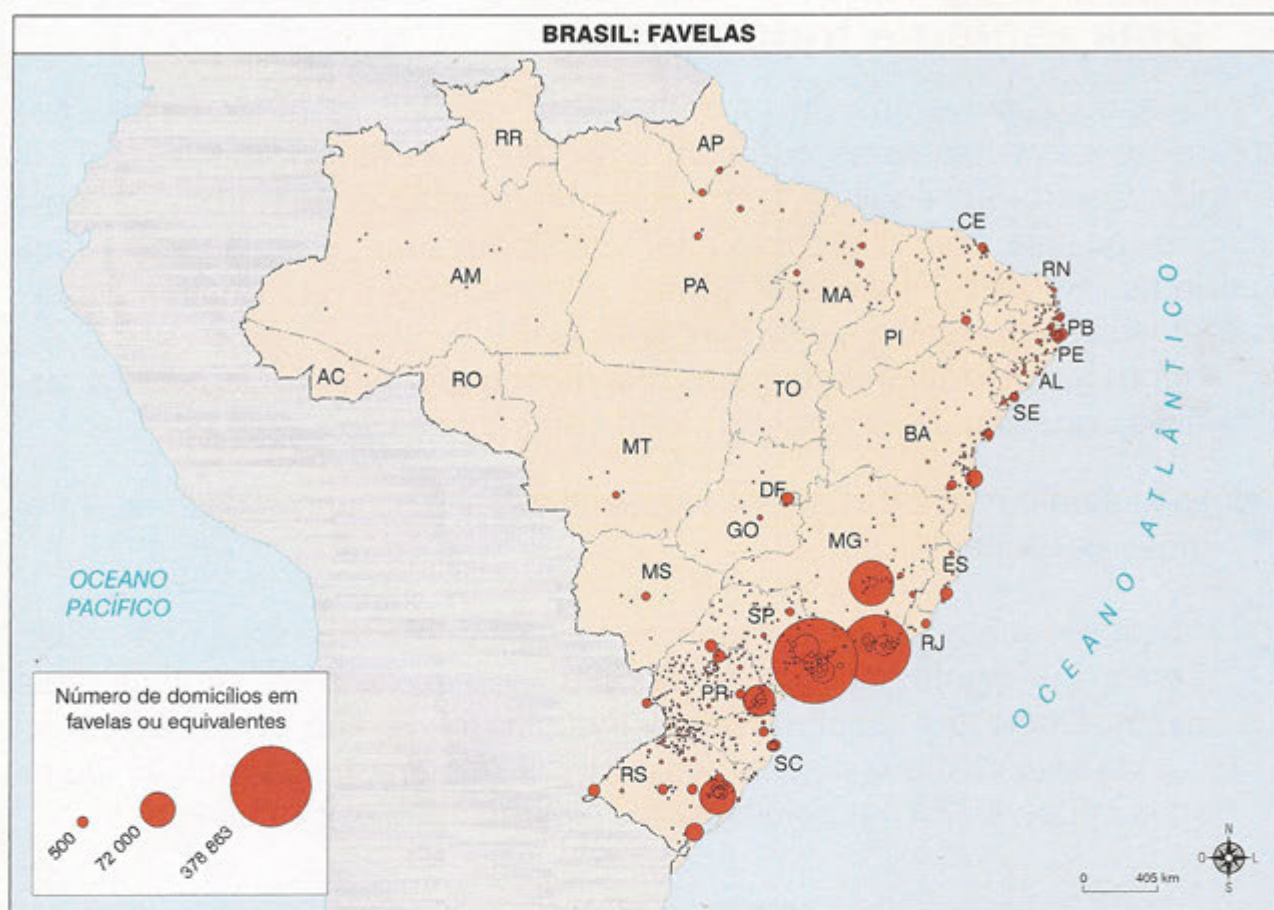 BRASIL: FAVELAS
RR
AP
AM
PA
CE
RN
MA
PB
PI
PE
AL
AC
RO
TO
SE
BA
MT
DF
GO
MG
MS
ES
SP
RJ
PR
SC
RS
OCEANO
PACÍFICO
OCEANO ATLÂNTICO
Número de domicílios em
favelas ou equivalentes
500
72 000
378 863
N
O
L
S
0 405 km